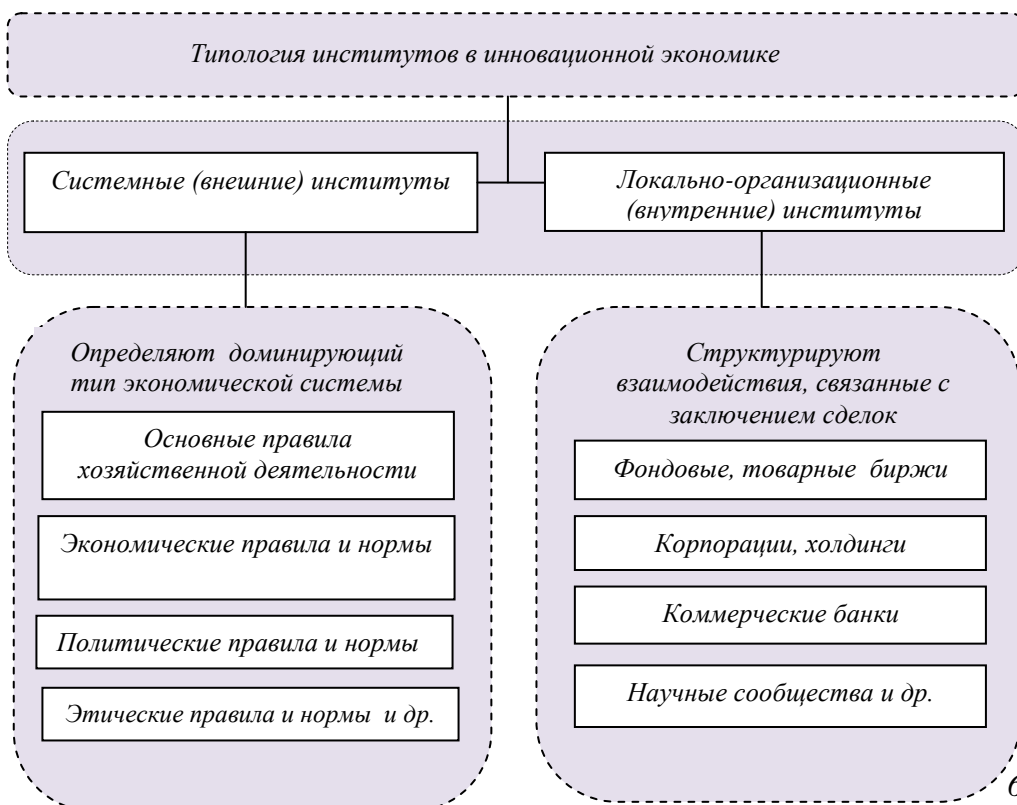 Типология институтов в инновационной экономике
Системные (внешние) институты
Локально-организационные
(внутренние) институты
Определяют доминирующий
тип экономической системы
Основные правила
хозяйственной деятельности
Экономические правила и нормы
Политические правила и нормы
Этические правила и нормы и др.
Структурируют
взаимодействия, связанные с
заключением сделок
Фондовые, товарные биржи
Корпорации, холдинги
Коммерческие банки
Научные сообщества и др.